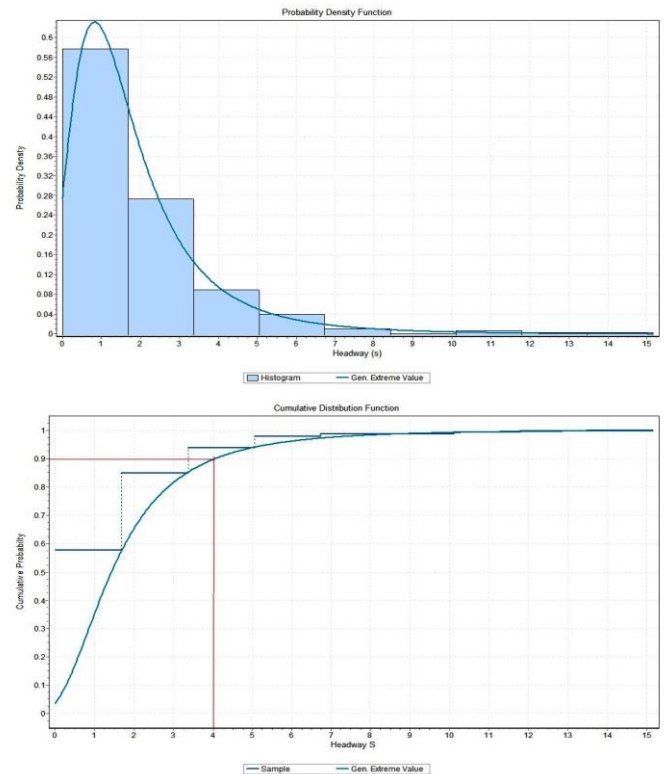 Probability Density Function
Probability Densty
0.6
0.56
0.52
0.48
0.44
0.4
0.36
0.32
0.28
0.24
0.2
0.16
0.12
0.08
0.04
0
0 1 2 3 4 5 6 7 8 9 10 11 12 13 14 15
Headway (s)
Histogram Gen. Extreme Value
Cumulative Distribution Function
Cumulative Probabilty
1
0.9
0.8
0.7
0.6
0.5
0.4
0.3
0.2
0.1
0
0 1 2 3 4 5 6 7 8 9 10 11 12 13 14 15
Headway S
Sample Gen. Extreme Value